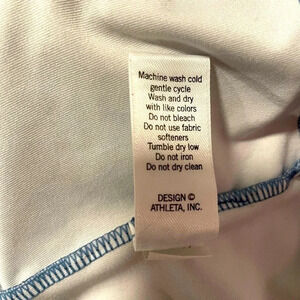 Machine wash cold
gentle cycle
Wash and dry
with like colors
Do not bleach
Do not use fabric
softeners
Tumble dry low
Do not iron
Do not dry clean
DESIGN ©
ATHLETA, INC.